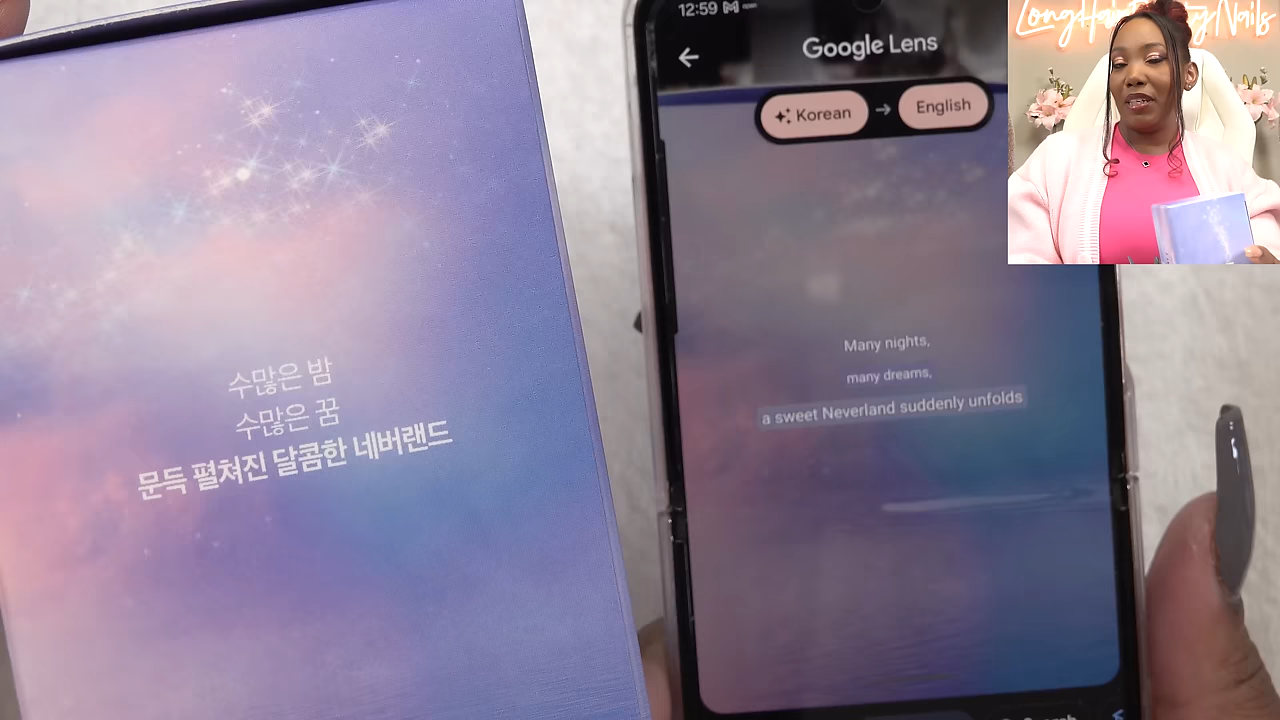 수많은 밤
수많은 꿈
문득 펼쳐진 달콤한 네버랜드
12:59
Google Lens
Korean → English
Many nights,
many dreams,
a sweet Neverland suddenly unfolds